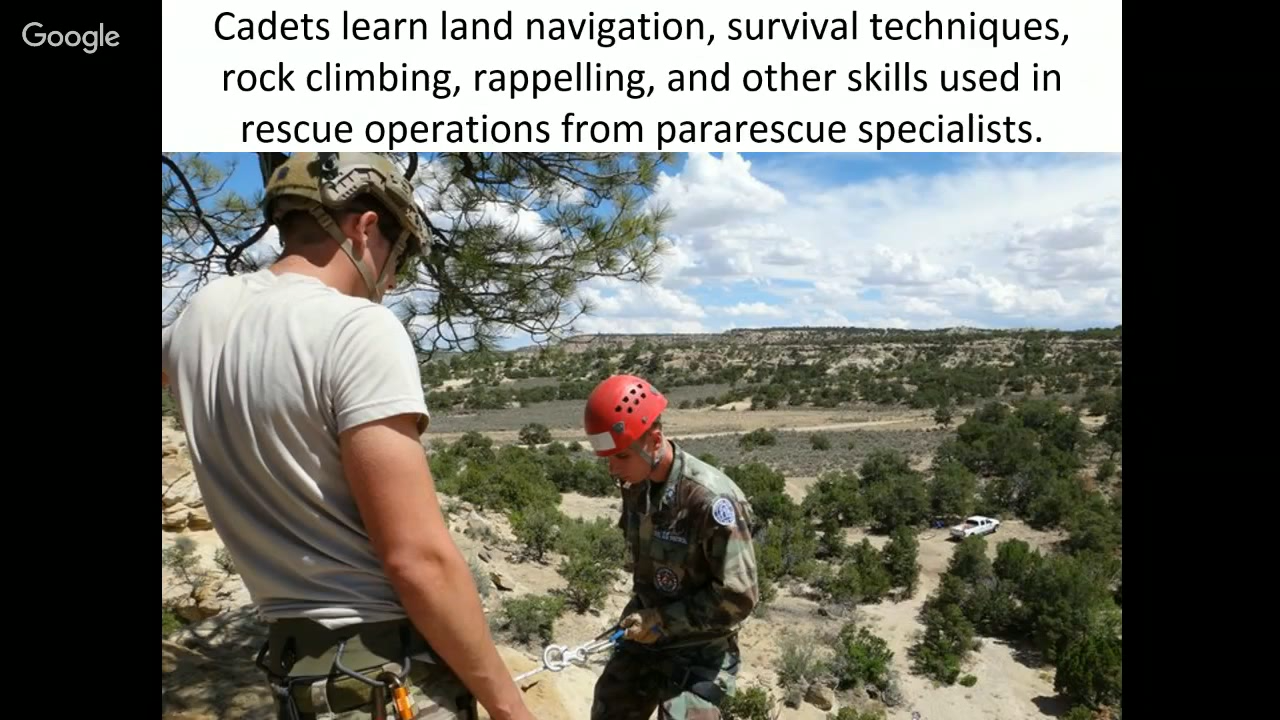 Google
Cadets learn land navigation, survival techniques,
rock climbing, rappelling, and other skills used in
rescue operations from pararescue specialists.